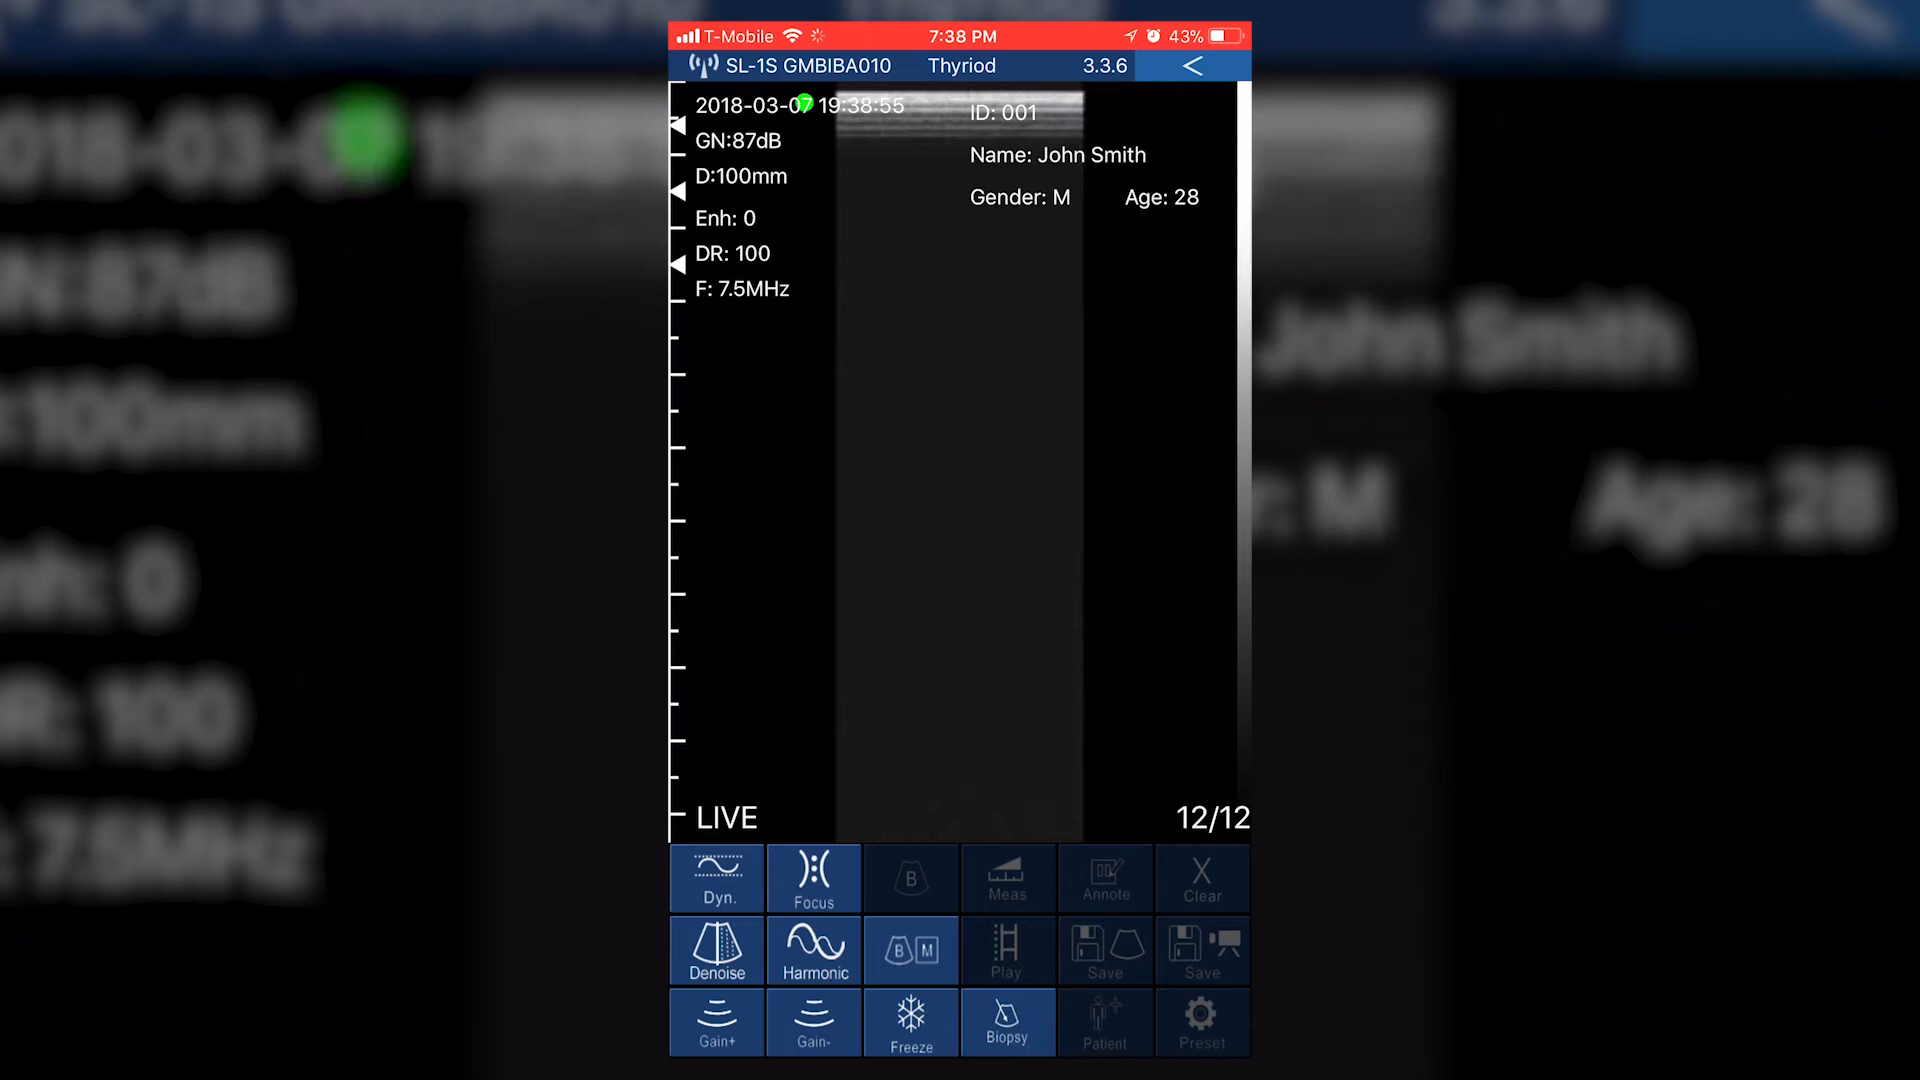 T-Mobile 7:38 PM 43%
SL-1S GMBIBA010 Thyriod 3.3.6 <
2018-03-07 19:38:55 ID: 001
GN:87dB
Name: John Smith
D:100mm
Gender: M Age: 28
Enh: 0
DR: 100
F: 7.5MHz
LIVE 12/12
Dyn. Focus B Meas Annote X Clear
Denoise Harmonic B M Play Save Save
Gain+ Gain- Freeze Biopsy Patient Preset